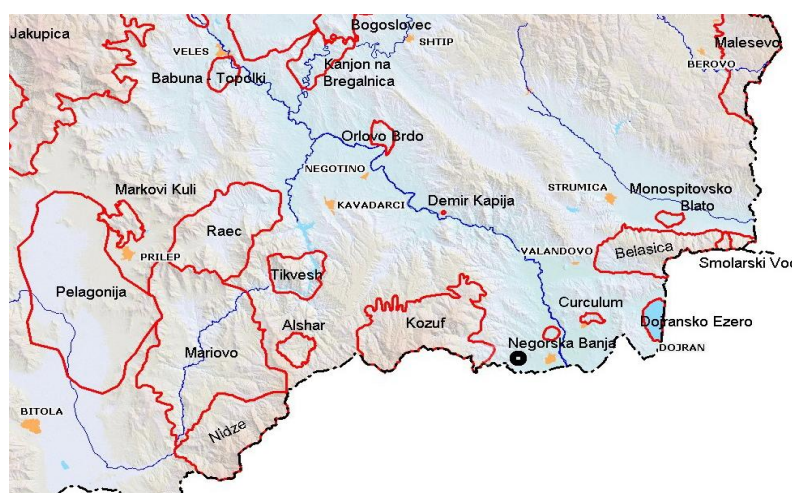 Bogoslovec
Jakupica
VELES
SHTIP
Malesevo
BEROVO
Babuna - Topolki
Kanjon na
Bregalnica
Orlovo Brdo
NEGOTINO
Markovi Kuli
KAVADARCI
Demir Kapija
STRUMICA
Monospitovsko
Blato
Raec
PRILEP
VALANDOVO
Belasica
Smolarski Vod
Tikvesh
Pelagonija
Curculum
Dojransko Ezero
Alshar
Kozuf
Mariovo
Negorska Banja
DOJRAN
BITOLA
Nidze